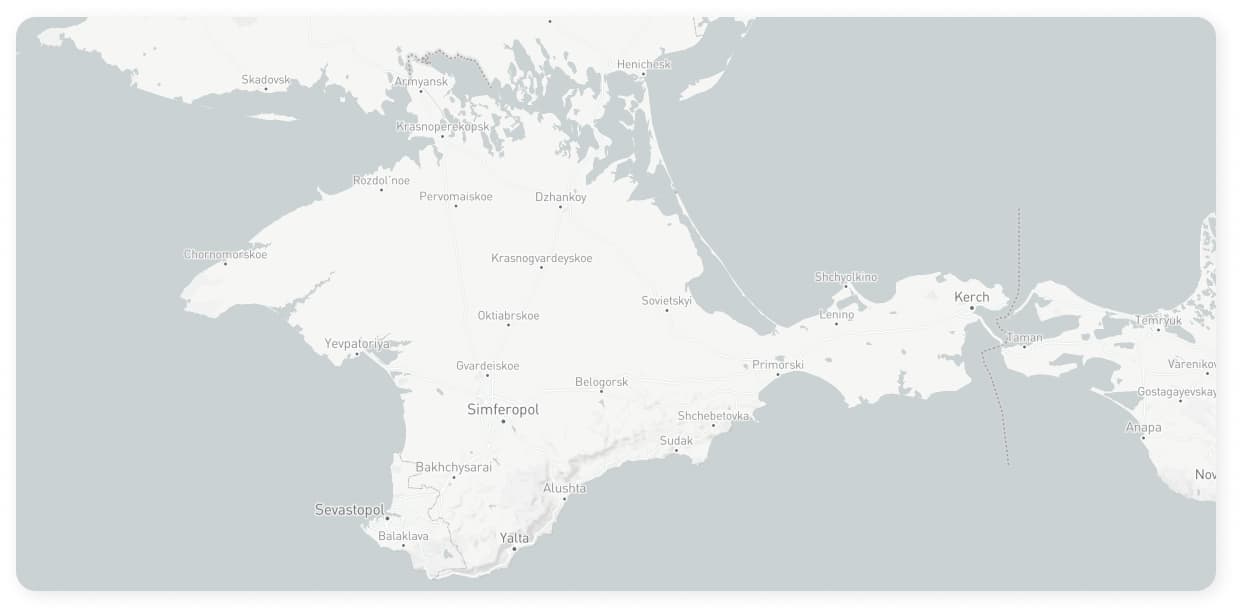 Henichesk
Skadovsk
Armyansk
Krasnoperekopsk
Rozdol'noe
Pervomaiskoe
Dzhankoy
Chornomorskoe
Krasnogvardeyskoe
Shchyolkino
Sovietskyi
Kerch
Oktiabrskoe
Lenino
Temryuk
Yevpatoriya
Taman
Gvardeiskoe
Primorski
Varenikov
Belogorsk
Gostagayevskay
Simferopol
Shchebetovka
Anapa
Sudak
Bakhchysarai
Nov
Alushta
Sevastopol
Balaklava
Yalta